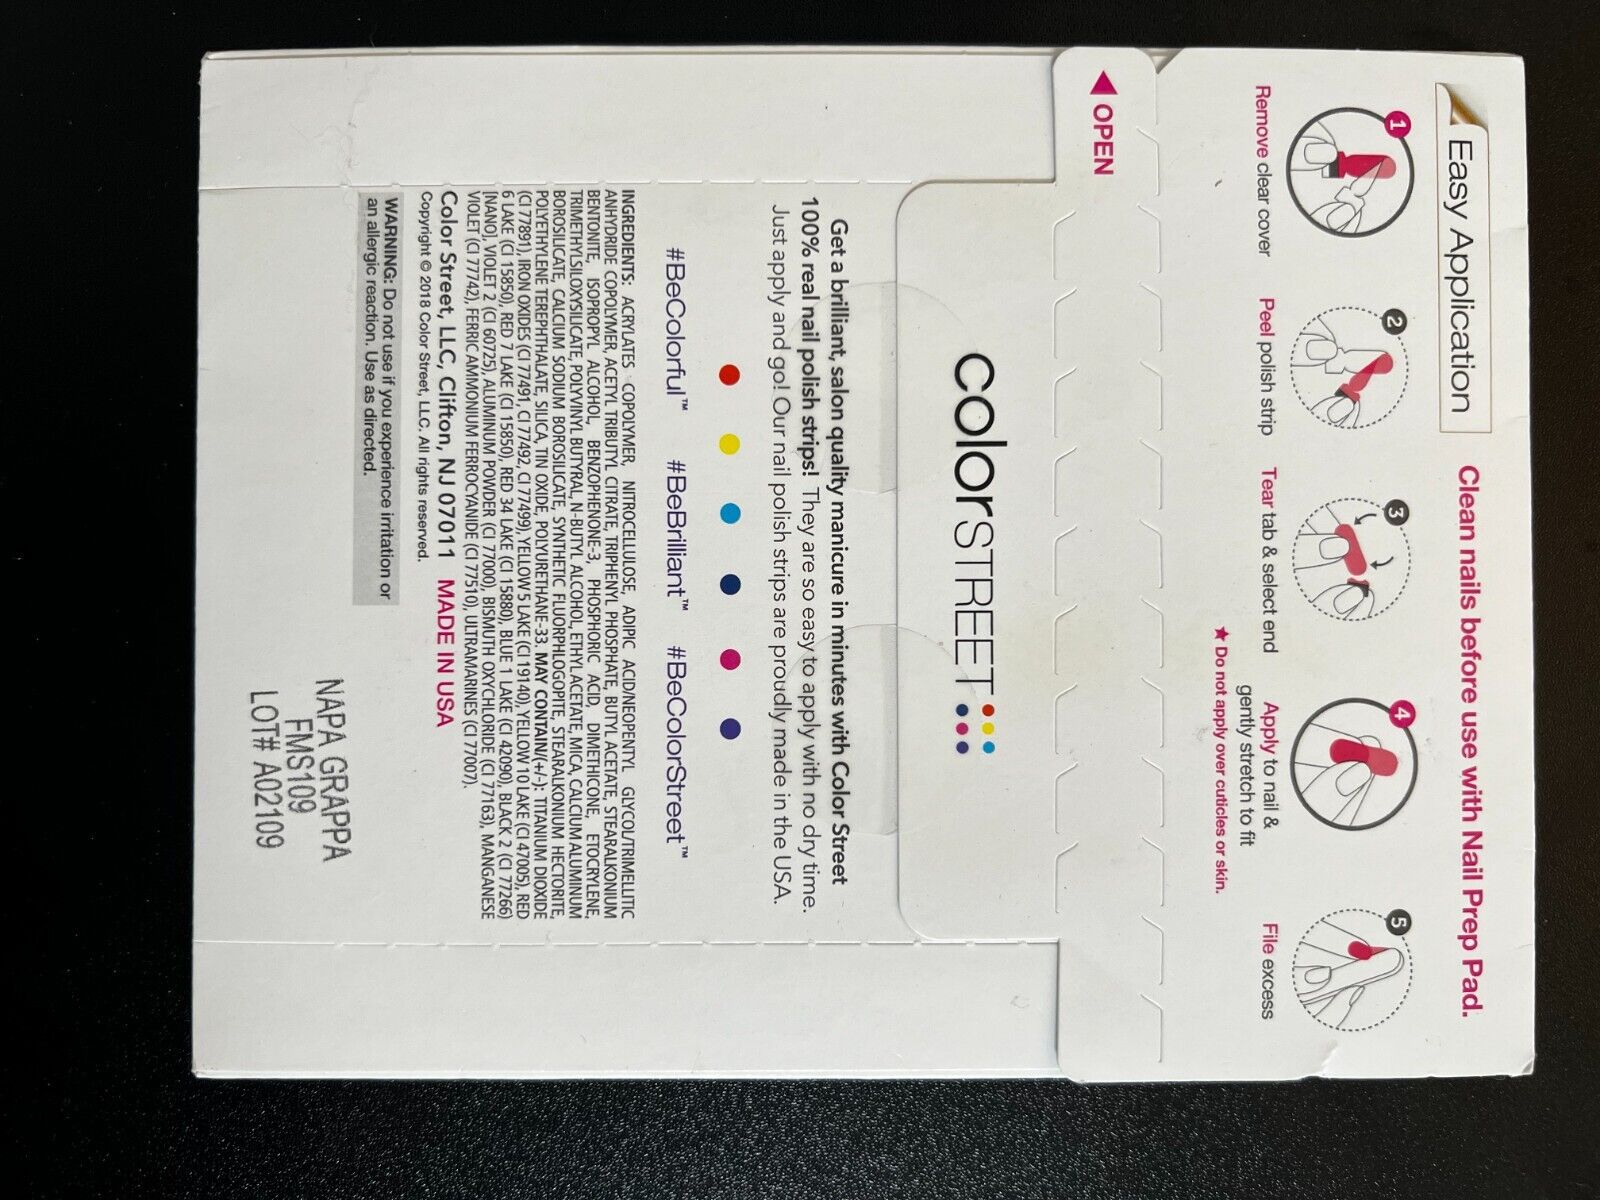 Easy Application
Clean nails before use with Nail Prep Pad.
1
2
3
4
5
Remove clear cover
Peel polish strip
Tear tab & select end
Apply to nail &
gently stretch to fit
File excess
★ Do not apply over cuticles or skin.
◀ OPEN
colorSTREET
Get a brilliant, salon quality manicure in minutes with Color Street
100% real nail polish strips! They are so easy to apply with no dry time.
Just apply and go! Our nail polish strips are proudly made in the USA.
#BeColorful™ #BeBrilliant™ #BeColorStreet™
INGREDIENTS: ACRYLATES COPOLYMER, NITROCELLULOSE, ADIPIC ACID/NEOPENTYL GLYCOL/TRIMELLITIC
ANHYDRIDE COPOLYMER, ACETYL TRIBUTYL CITRATE, TRIPHENYL PHOSPHATE, BUTYL ACETATE, STEARALKONIUM
BENTONITE, ISOPROPYL ALCOHOL, BENZOPHENONE-3, PHOSPHORIC ACID, DIMETHICONE, ETOCRYLENE,
TRIMETHYLSILOXYSILICATE, POLYVINYL BUTYRAL, N-BUTYL ALCOHOL, ETHYL ACETATE, MICA, CALCIUM ALUMINUM
BOROSILICATE, CALCIUM SODIUM BOROSILICATE, SYNTHETIC FLUORPHLOGOPITE, STEARALKONIUM HECTORITE,
POLYETHYLENE TEREPHTHALATE, SILICA, TIN OXIDE, POLYURETHANE-33. MAY CONTAIN(+/-): TITANIUM DIOXIDE
(CI 77891), IRON OXIDES (CI 77491, CI 77492, CI 77499), YELLOW 5 LAKE (CI 19140), YELLOW 10 LAKE (CI 47005), RED
6 LAKE (CI 15850), RED 7 LAKE (CI 15850), RED 34 LAKE (CI 15880), BLUE 1 LAKE (CI 42090), BLACK 2 (CI 77266)
[NANO], VIOLET 2 (CI 60725), ALUMINUM POWDER (CI 77000), BISMUTH OXYCHLORIDE (CI 77163), MANGANESE
VIOLET (CI 77742), FERRIC AMMONIUM FERROCYANIDE (CI 77510), ULTRAMARINES (CI 77007).
Color Street, LLC, Clifton, NJ 07011 MADE IN USA
Copyright © 2018 Color Street, LLC. All rights reserved.
WARNING: Do not use if you experience irritation or
an allergic reaction. Use as directed.
NAPA GRAPPA
FMS109
LOT# A02109